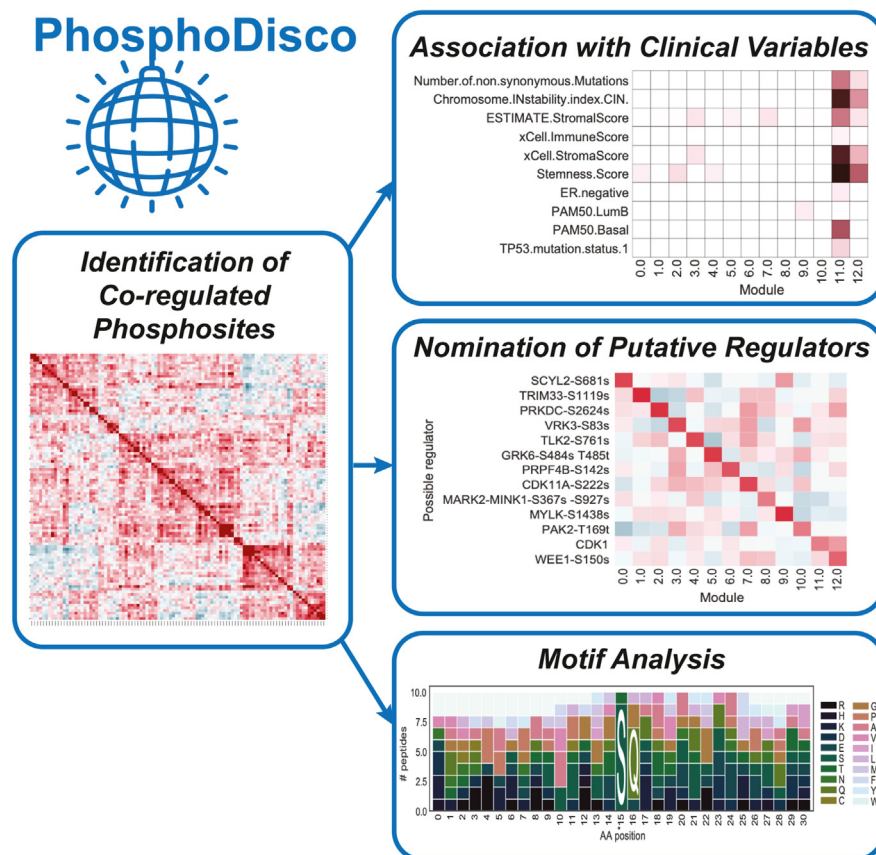 PhosphoDisco
Identification of
Co-regulated
Phosphosites
Association with Clinical Variables
Number.of.non.synonymous.Mutations
Chromosome.INstability.index.CIN.
ESTIMATE.StromalScore
xCell.ImmuneScore
xCell.StromaScore
Stemness.Score
ER.negative
PAM50.LumB
PAM50.Basal
TP53.mutation.status.1
0.0 1.0 2.0 3.0 4.0 5.0 6.0 7.0 8.0 9.0 10.0 11.0 12.0
Module
Nomination of Putative Regulators
Possible regulator
SCYL2-S681s
TRIM33-S1119s
PRKDC-S2624s
VRK3-S83s
TLK2-S761s
GRK6-S484s T485t
PRPF4B-S142s
CDK11A-S222s
MARK2-MINK1-S367s -S927s
MYLK-S1438s
PAK2-T169t
CDK1
WEE1-S150s
0.0 1.0 2.0 3.0 4.0 5.0 6.0 7.0 8.0 9.0 10.0 11.0 12.0
Module
Motif Analysis
# peptides
10.0
7.5
5.0
2.5
0.0
S Q
0 1 2 3 4 5 6 7 8 9 10 11 12 13 14 *15 16 17 18 19 20 21 22 23 24 25 26 27 28 29 30
AA position
R G
H P
K A
D V
E I
S L
T M
N F
Q Y
C W